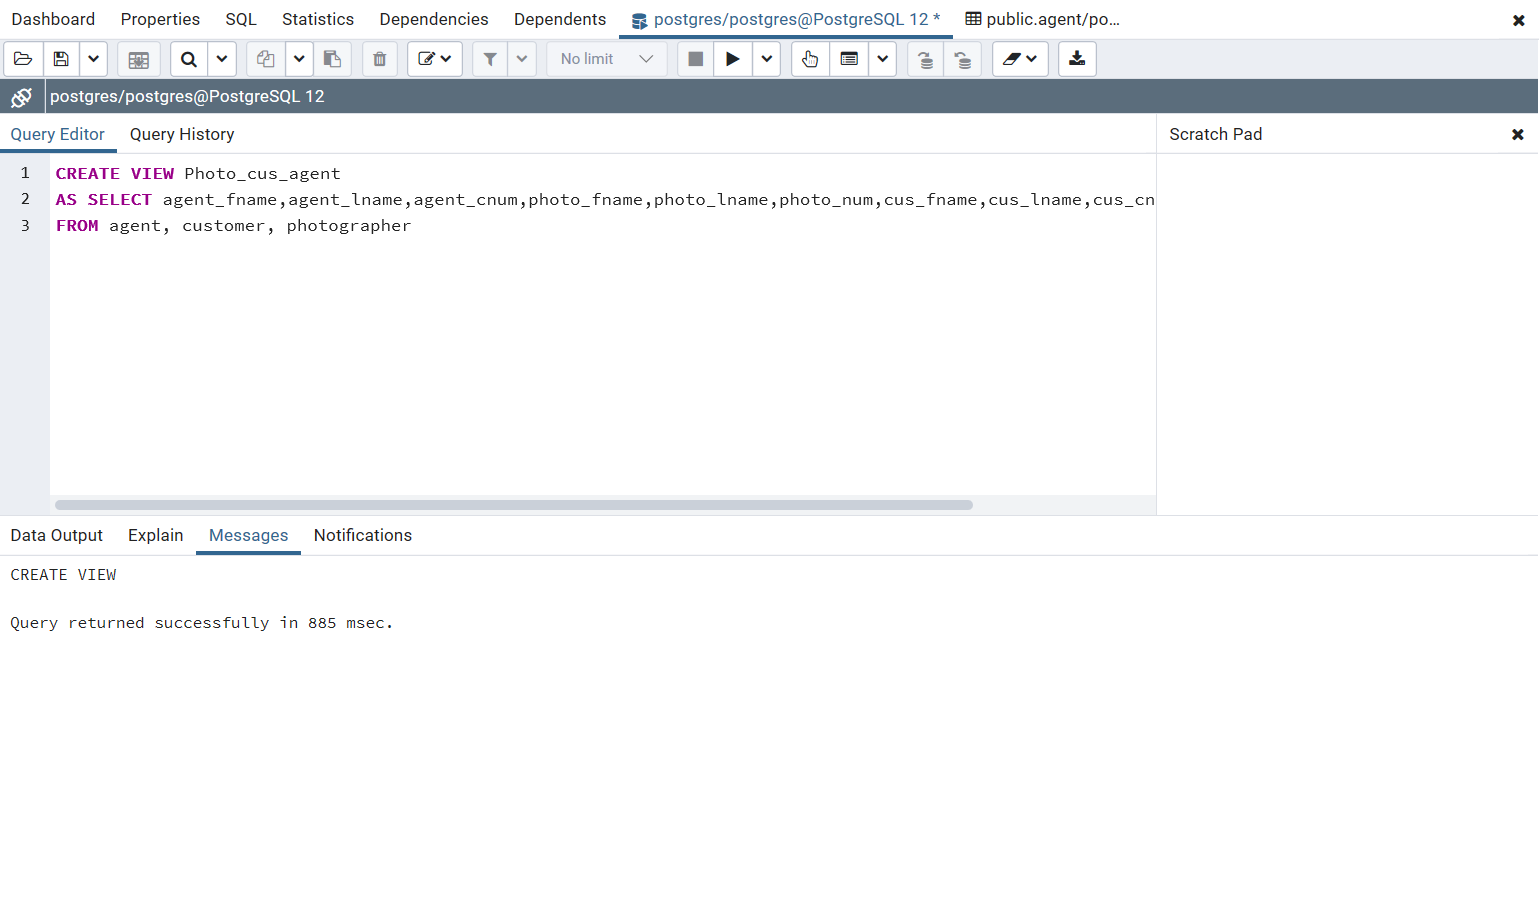 Dashboard Properties SQL Statistics Dependencies Dependents postgres/postgres@PostgreSQL 12 * public.agent/po...
No limit
postgres/postgres@PostgreSQL 12
Query Editor Query History Scratch Pad
1 CREATE VIEW Photo_cus_agent
2 AS SELECT agent_fname,agent_lname,agent_cnum,photo_fname,photo_lname,photo_num,cus_fname,cus_lname,cus_cn
3 FROM agent, customer, photographer
Data Output Explain Messages Notifications
CREATE VIEW
Query returned successfully in 885 msec.